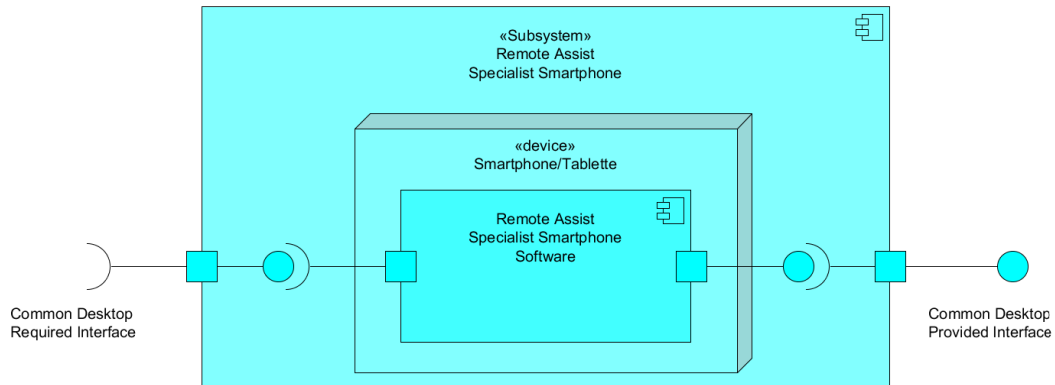 «Subsystem»
Remote Assist
Specialist Smartphone
«device»
Smartphone/Tablette
Remote Assist
Specialist Smartphone
Software
Common Desktop
Required Interface
Common Desktop
Provided Interface